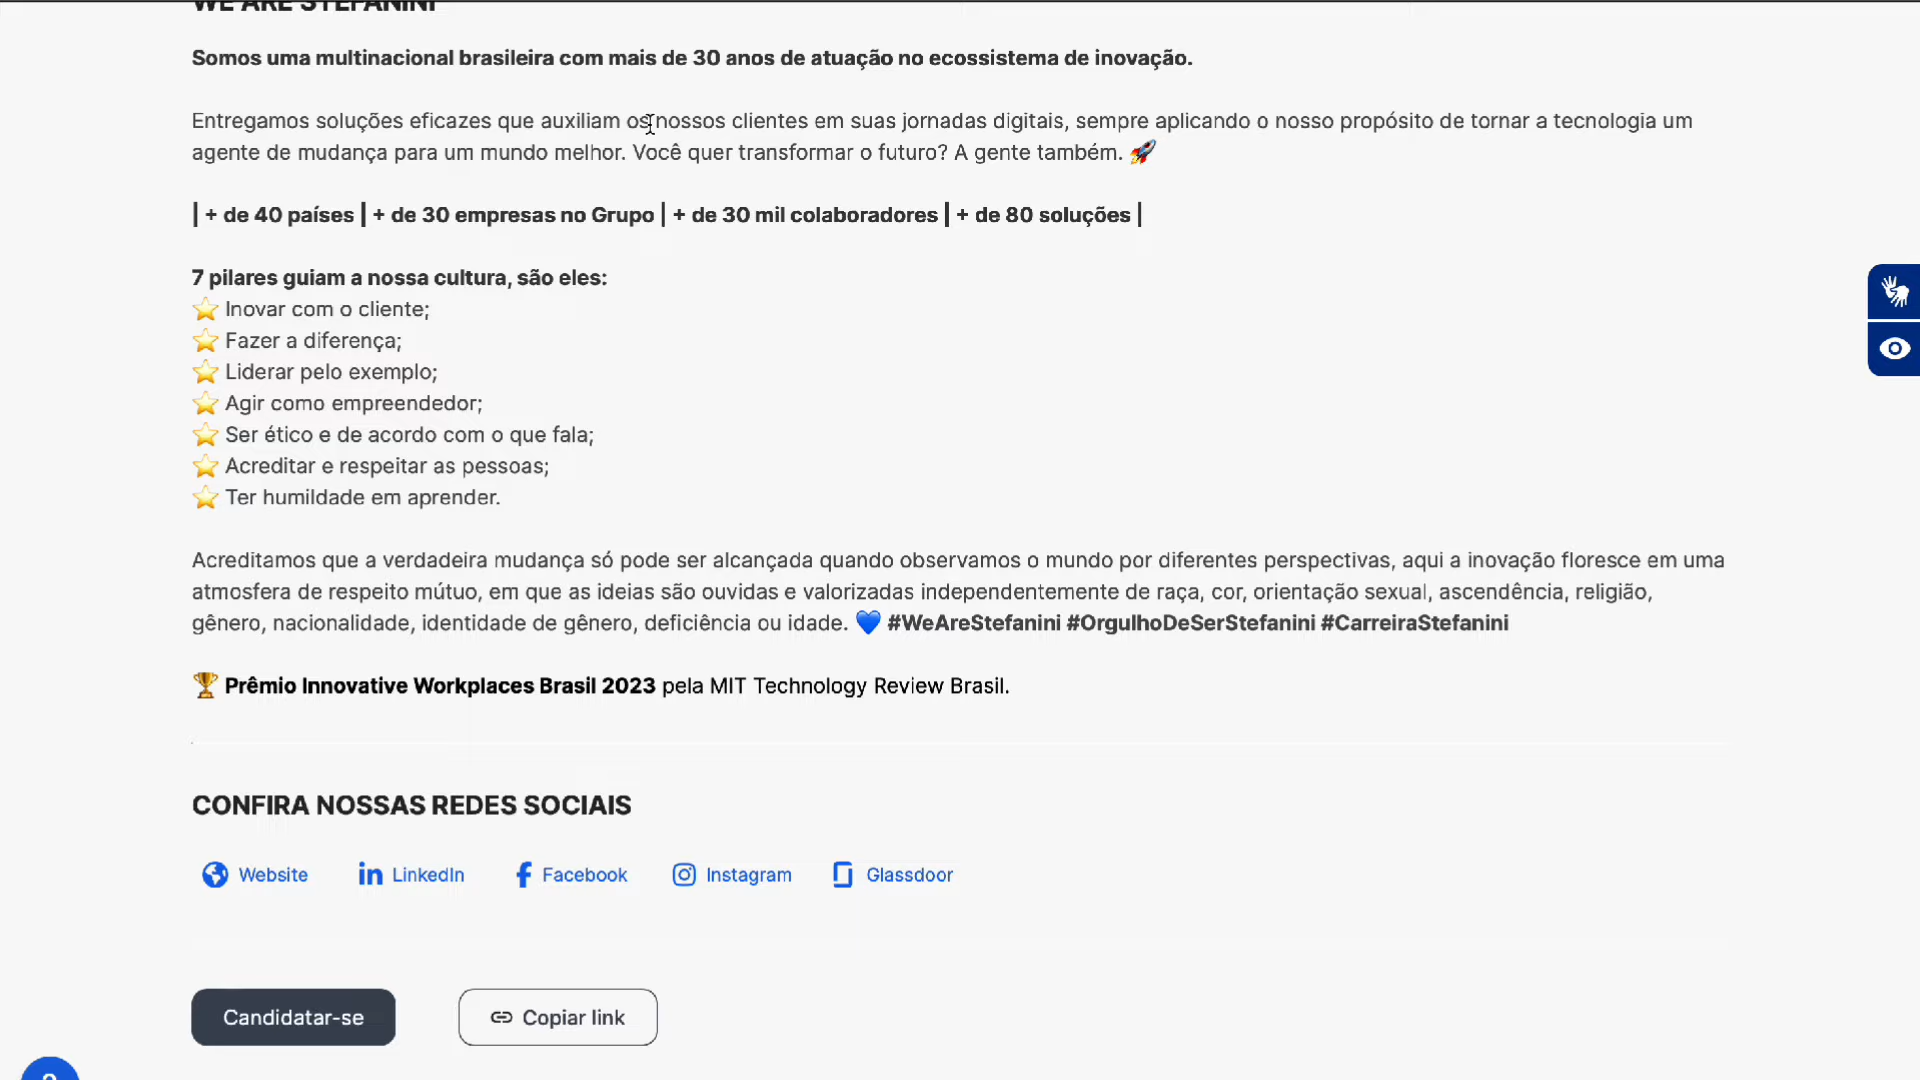 WE ARE STEFANINI
Somos uma multinacional brasileira com mais de 30 anos de atuação no ecossistema de inovação.
Entregamos soluções eficazes que auxiliam os nossos clientes em suas jornadas digitais, sempre aplicando o nosso propósito de tornar a tecnologia um
agente de mudança para um mundo melhor. Você quer transformar o futuro? A gente também. 🚀
| + de 40 países | + de 30 empresas no Grupo | + de 30 mil colaboradores | + de 80 soluções |
7 pilares guiam a nossa cultura, são eles:
⭐ Inovar com o cliente;
⭐ Fazer a diferença;
⭐ Liderar pelo exemplo;
⭐ Agir como empreendedor;
⭐ Ser ético e de acordo com o que fala;
⭐ Acreditar e respeitar as pessoas;
⭐ Ter humildade em aprender.
Acreditamos que a verdadeira mudança só pode ser alcançada quando observamos o mundo por diferentes perspectivas, aqui a inovação floresce em uma
atmosfera de respeito mútuo, em que as ideias são ouvidas e valorizadas independentemente de raça, cor, orientação sexual, ascendência, religião,
gênero, nacionalidade, identidade de gênero, deficiência ou idade. 💙 #WeAreStefanini #OrgulhoDeSerStefanini #CarreiraStefanini
🏆 Prêmio Innovative Workplaces Brasil 2023 pela MIT Technology Review Brasil.
CONFIRA NOSSAS REDES SOCIAIS
Website LinkedIn Facebook Instagram Glassdoor
Candidatar-se Copiar link